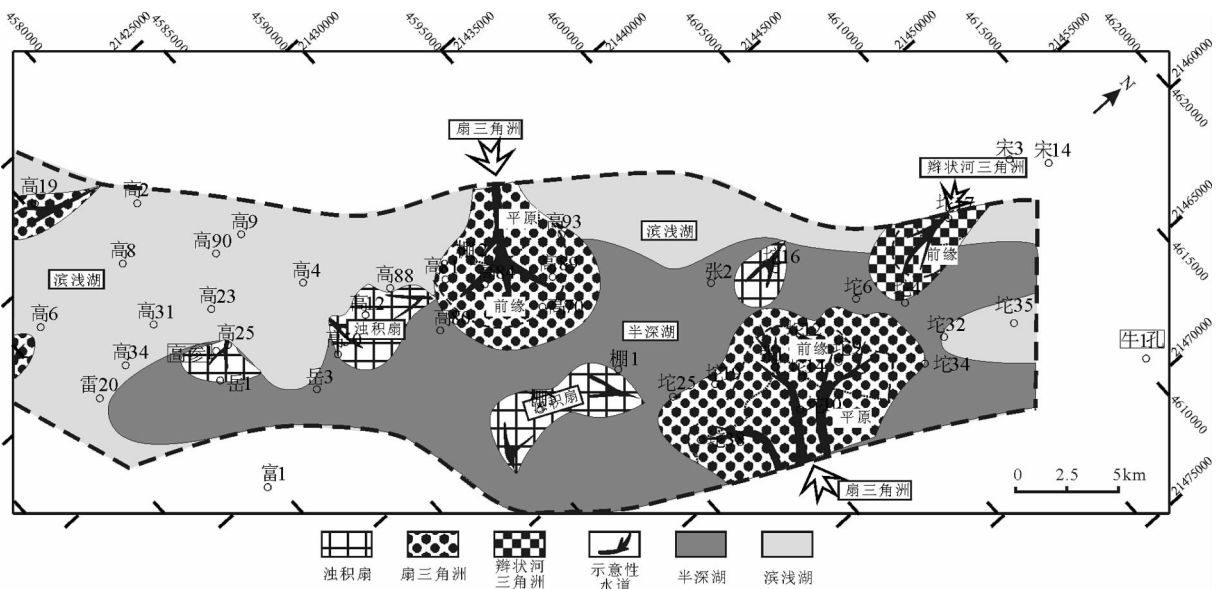 4580000
21425000
4585000
4590000
21430000
4595000
21435000
4600000
21440000
4605000
21445000
4610000
21450000
4615000
21455000
4620000
21460000
4620000
21465000
4615000
21470000
4610000
21475000
N
扇三角洲
宋3
宋14
辫状河三角洲
高19
高2
高9
高90
平原
高93
滨浅湖
前缘
高8
滨浅湖
高4
高88
张2
坨6
坨35
高6
高31
高23
高12
前缘
浊积扇
半深湖
坨32
高25
前缘
坨34
牛1孔
高34
雷20
岳1
岳3
棚1
坨25
浊积扇
平原
富1
扇三角洲
0 2.5 5km
浊积扇
扇三角洲
辫状河
三角洲
示意性
水道
半深湖
滨浅湖